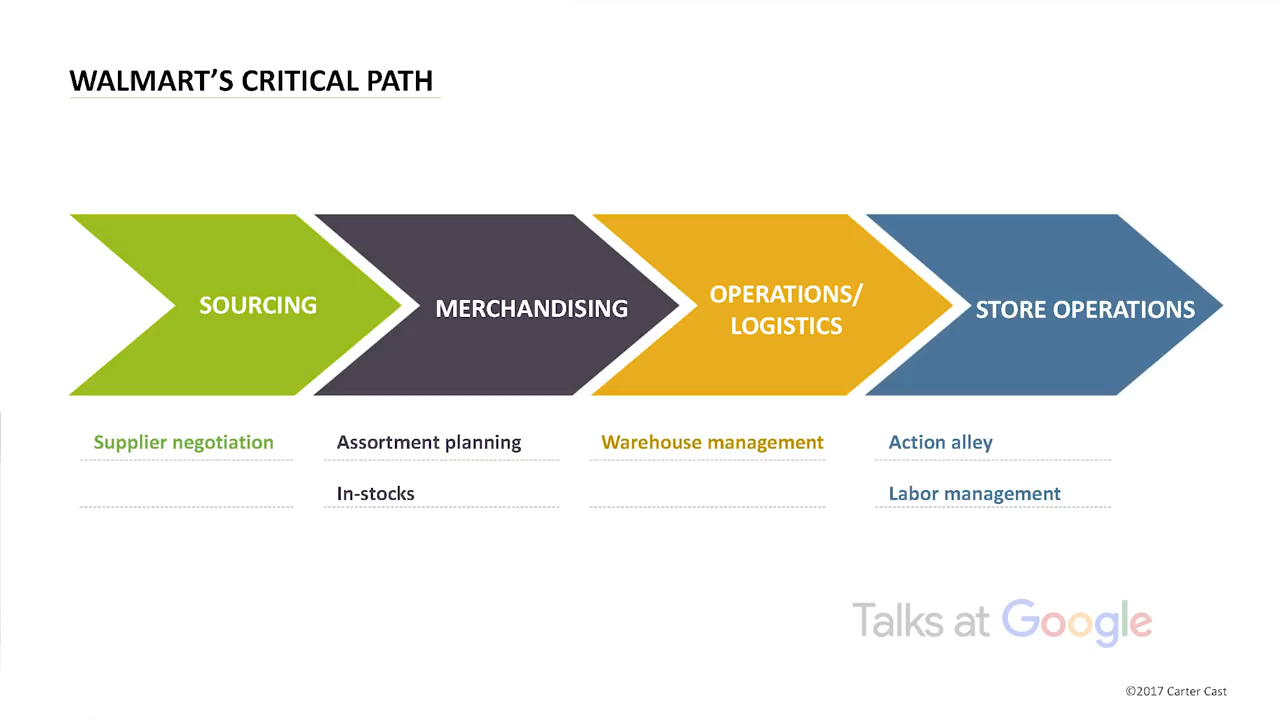 WALMART'S CRITICAL PATH
SOURCING
MERCHANDISING
OPERATIONS/
LOGISTICS
STORE OPERATIONS
Supplier negotiation
Assortment planning
Warehouse management
Action alley
In-stocks
Labor management
Talks at Google
©2017 Carter Cast